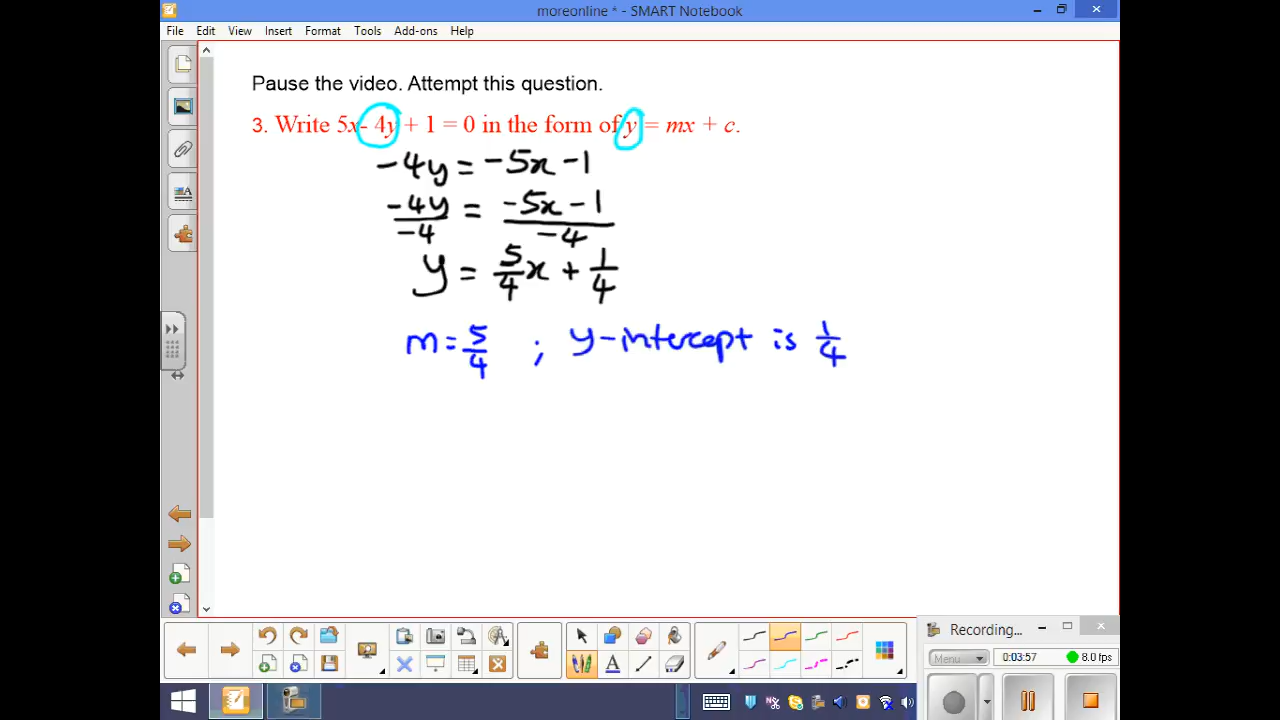 moreonline * - SMART Notebook
File Edit View Insert Format Tools Add-ons Help
Pause the video. Attempt this question.
3. Write 5x- 4y + 1 = 0 in the form of y = mx + c.
-4y = -5x -1
-4y/-4 = -5x -1/-4
y = 5/4 x + 1/4
m = 5/4 ; y-intercept is 1/4
Recording...
Menu 0:03:57 8.0 fps